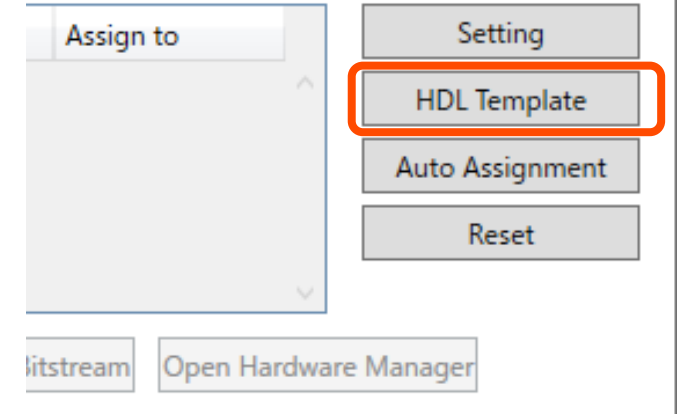 Assign to
Setting
HDL Template
Auto Assignment
Reset
Open Hardware Manager